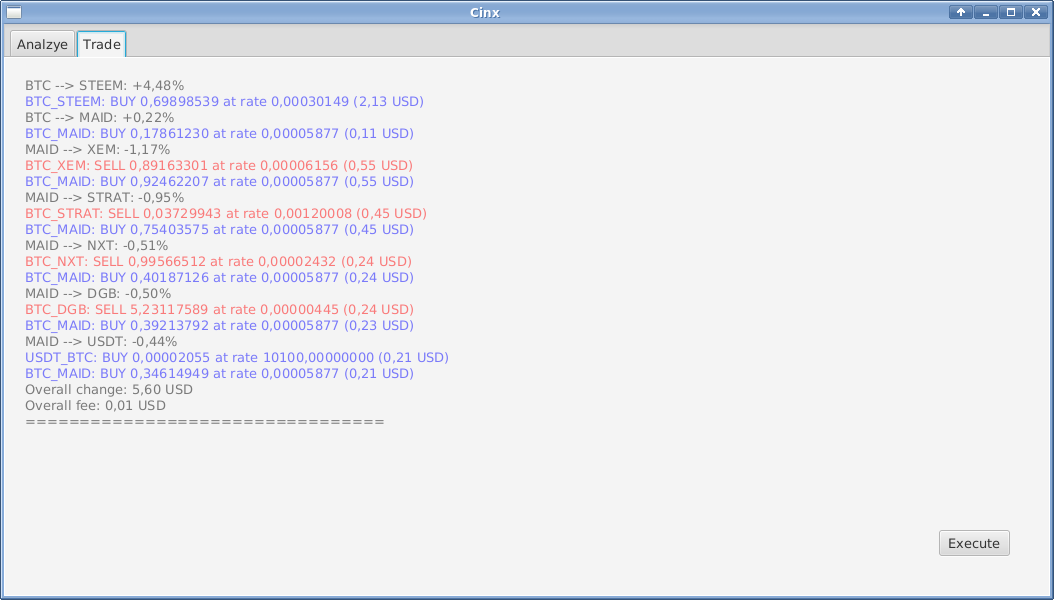 Cinx
Analzye Trade
BTC --> STEEM: +4,48%
BTC_STEEM: BUY 0,69898539 at rate 0,00030149 (2,13 USD)
BTC --> MAID: +0,22%
BTC_MAID: BUY 0,17861230 at rate 0,00005877 (0,11 USD)
MAID --> XEM: -1,17%
BTC_XEM: SELL 0,89163301 at rate 0,00006156 (0,55 USD)
BTC_MAID: BUY 0,92462207 at rate 0,00005877 (0,55 USD)
MAID --> STRAT: -0,95%
BTC_STRAT: SELL 0,03729943 at rate 0,00120008 (0,45 USD)
BTC_MAID: BUY 0,75403575 at rate 0,00005877 (0,45 USD)
MAID --> NXT: -0,51%
BTC_NXT: SELL 0,99566512 at rate 0,00002432 (0,24 USD)
BTC_MAID: BUY 0,40187126 at rate 0,00005877 (0,24 USD)
MAID --> DGB: -0,50%
BTC_DGB: SELL 5,23117589 at rate 0,00000445 (0,24 USD)
BTC_MAID: BUY 0,39213792 at rate 0,00005877 (0,23 USD)
MAID --> USDT: -0,44%
USDT_BTC: BUY 0,00002055 at rate 10100,00000000 (0,21 USD)
BTC_MAID: BUY 0,34614949 at rate 0,00005877 (0,21 USD)
Overall change: 5,60 USD
Overall fee: 0,01 USD
=================================
Execute